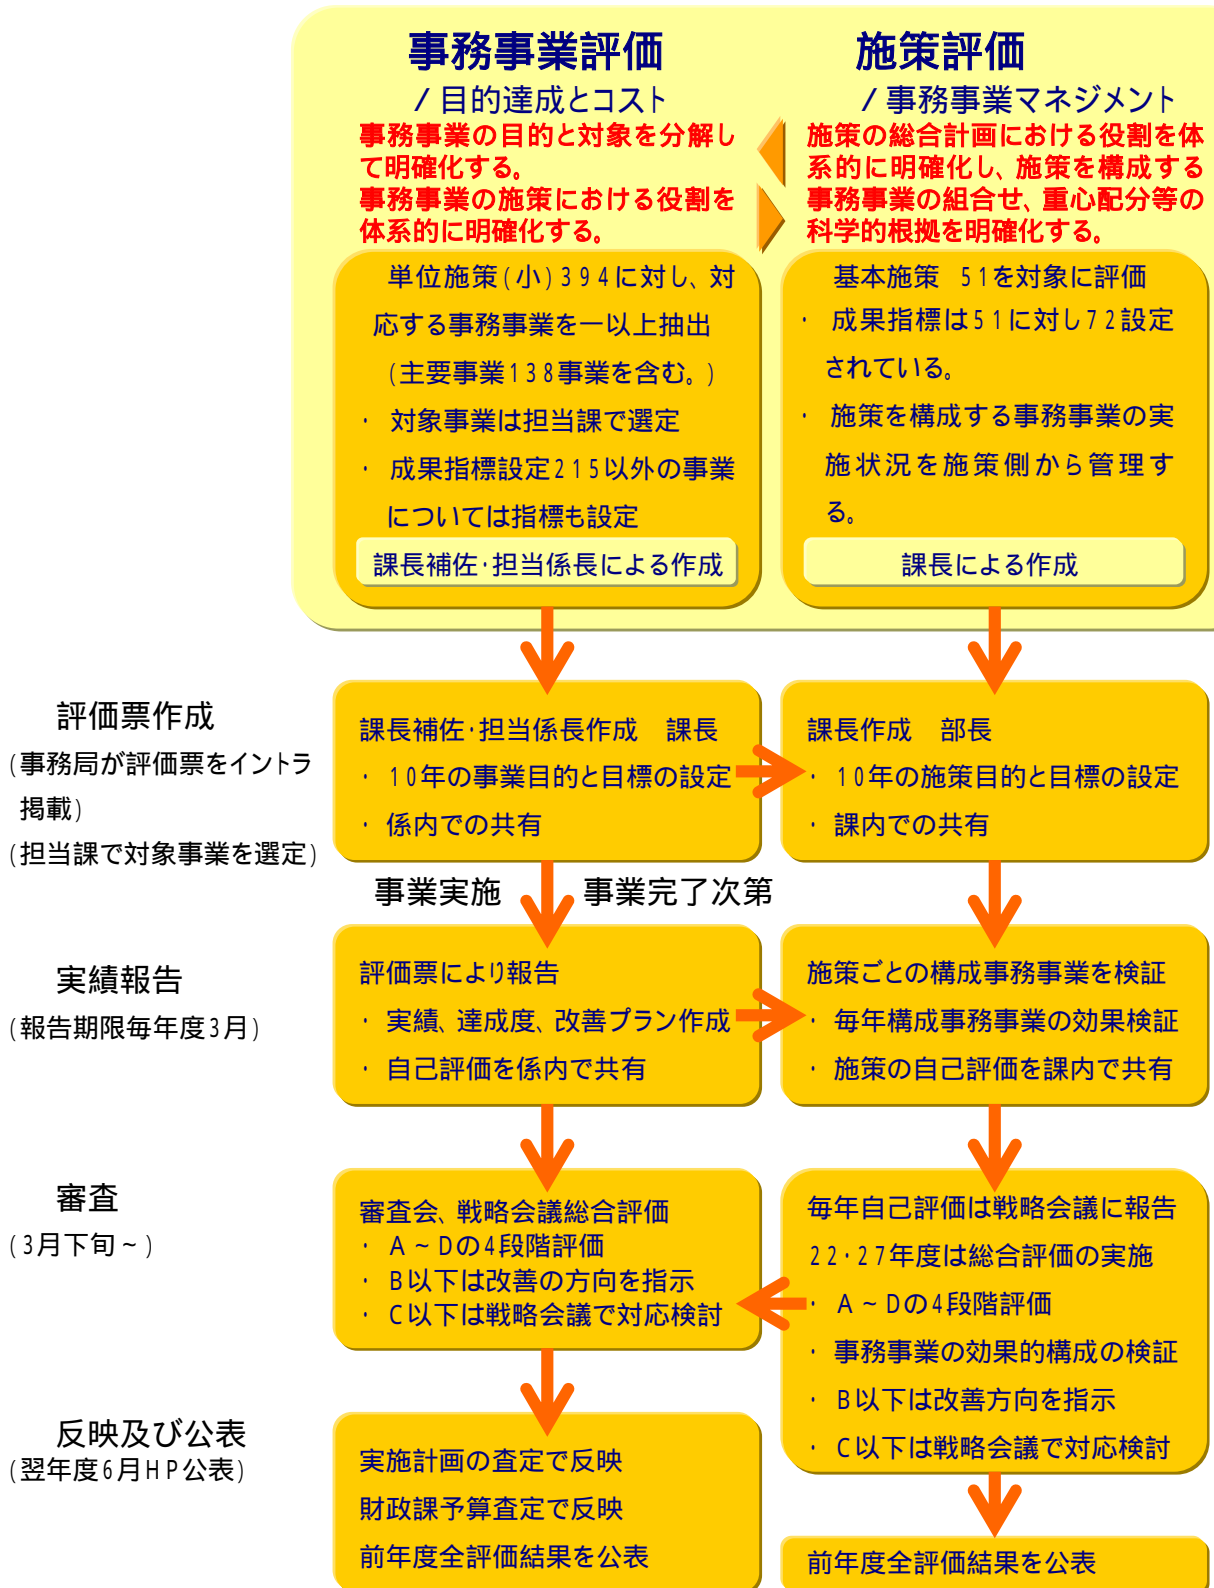 事務事業評価
/目的達成とコスト
事務事業の目的と対象を分解し
て明確化する。
事務事業の施策における役割を
体系的に明確化する。
単位施策(小)394に対し、対
応する事務事業を一以上抽出
(主要事業138事業を含む。)
・ 対象事業は担当課で選定
・ 成果指標設定215以外の事業
については指標も設定
課長補佐・担当係長による作成
施策評価
/事務事業マネジメント
施策の総合計画における役割を体
系的に明確化し、施策を構成する
事務事業の組合せ、重心配分等の
科学的根拠を明確化する。
基本施策 51を対象に評価
・ 成果指標は51に対し72設定
されている。
・ 施策を構成する事務事業の実
施状況を施策側から管理す
る。
課長による作成
評価票作成
(事務局が評価票をイントラ
掲載)
(担当課で対象事業を選定)
課長補佐・担当係長作成 課長
・ 10年の事業目的と目標の設定
・ 係内での共有
課長作成 部長
・ 10年の施策目的と目標の設定
・ 課内での共有
事業実施 事業完了次第
実績報告
(報告期限毎年度3月)
評価票により報告
・ 実績、達成度、改善プラン作成
・ 自己評価を係内で共有
施策ごとの構成事務事業を検証
・ 毎年構成事務事業の効果検証
・ 施策の自己評価を課内で共有
審査
(3月下旬~)
審査会、戦略会議総合評価
・ A~Dの4段階評価
・ B以下は改善の方向を指示
・ C以下は戦略会議で対応検討
毎年自己評価は戦略会議に報告
22・27年度は総合評価の実施
・ A~Dの4段階評価
・ 事務事業の効果的構成の検証
・ B以下は改善方向を指示
・ C以下は戦略会議で対応検討
反映及び公表
(翌年度6月HP公表)
実施計画の査定で反映
財政課予算査定で反映
前年度全評価結果を公表
前年度全評価結果を公表